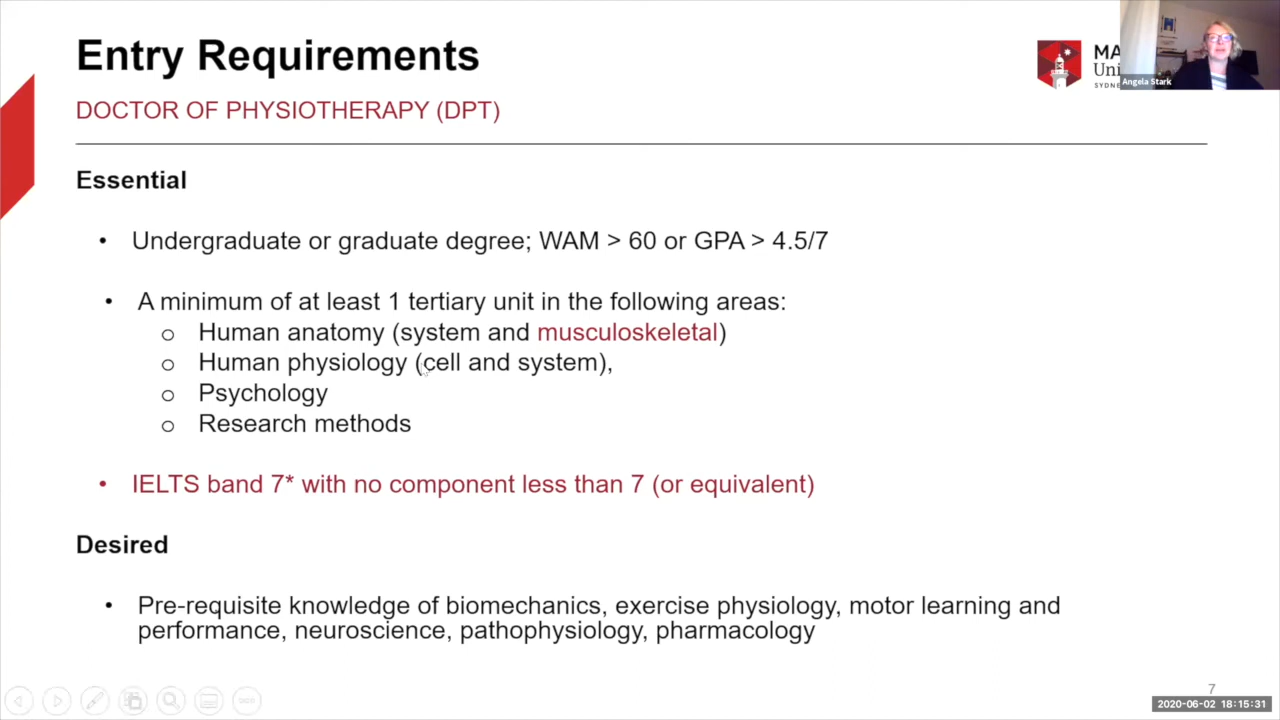 Entry Requirements
DOCTOR OF PHYSIOTHERAPY (DPT)
MA
Uni
SYDNE
Angela Stark
Essential
• Undergraduate or graduate degree; WAM > 60 or GPA > 4.5/7
• A minimum of at least 1 tertiary unit in the following areas:
o Human anatomy (system and musculoskeletal)
o Human physiology (cell and system),
o Psychology
o Research methods
• IELTS band 7* with no component less than 7 (or equivalent)
Desired
• Pre-requisite knowledge of biomechanics, exercise physiology, motor learning and
performance, neuroscience, pathophysiology, pharmacology
7
2020-06-02 18:15:31